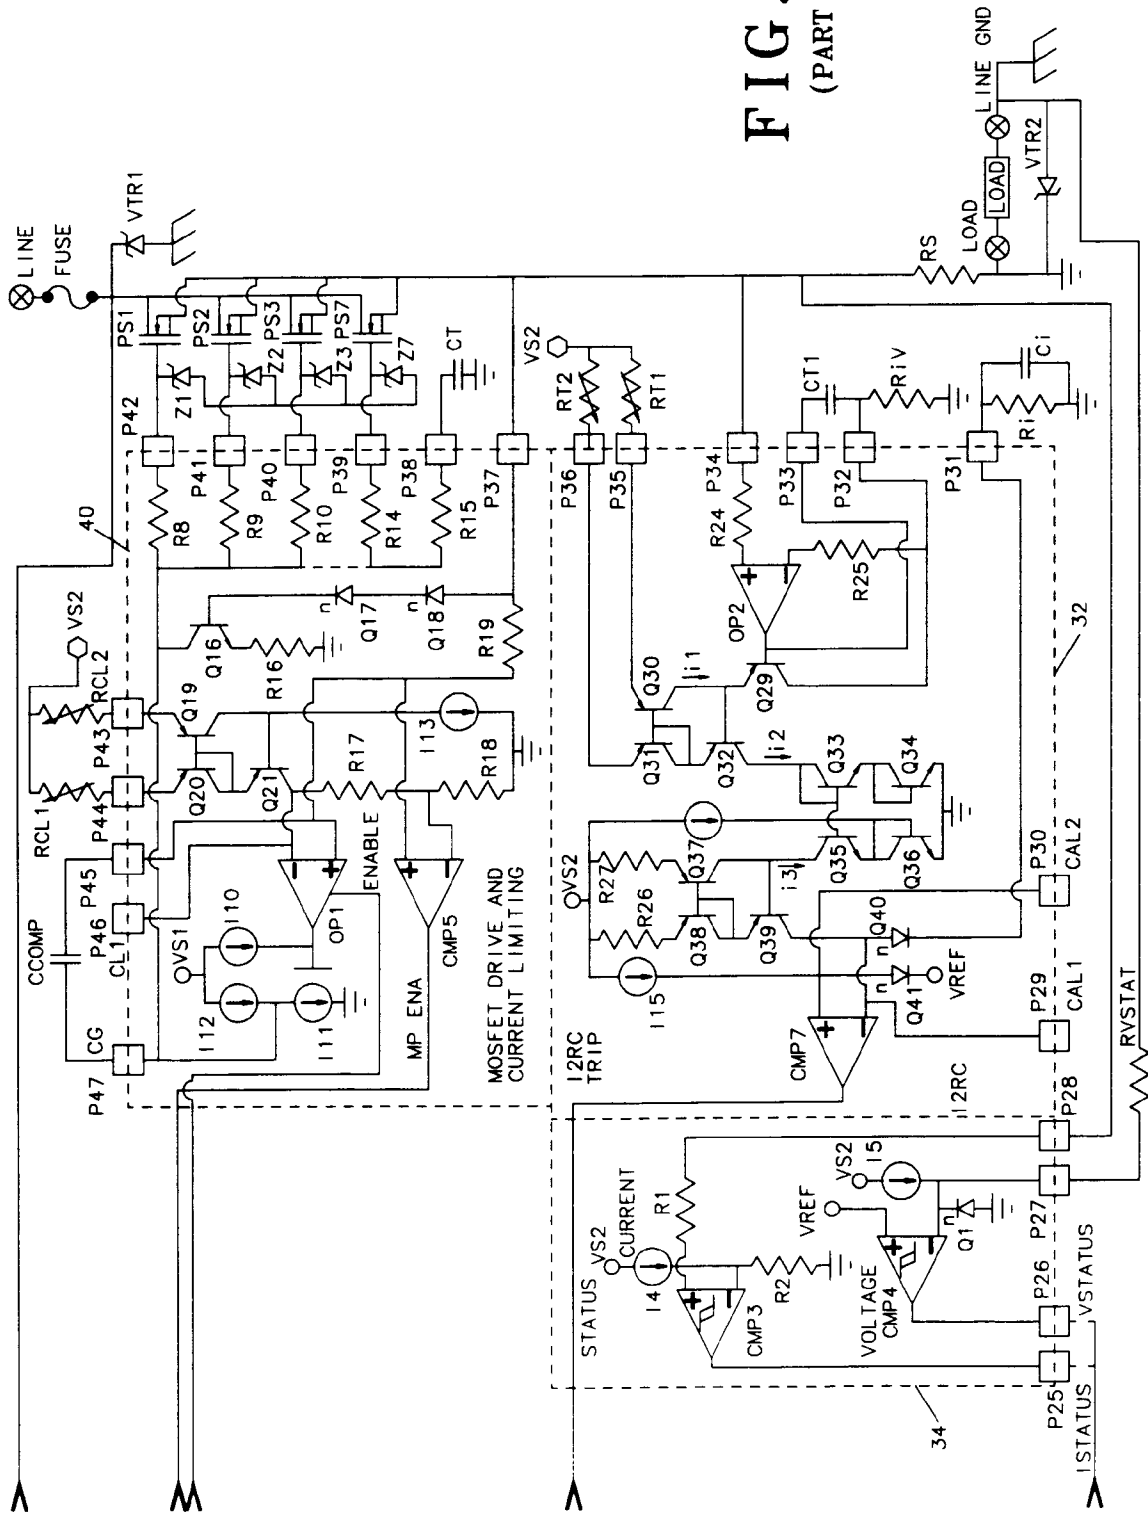 FIG.
(PART
LINE
FUSE
VTR1
PS1
PS2
PS3
PS7
Z1
Z2
Z3
Z7
CT
P42
P41
P40
P39
P38
P37
40
R8
R9
R10
R14
R15
VS2
RCL2
RCL1
P43
P44
P45
P46
P47
CCOMP
CL1
CG
Q19
Q20
Q21
Q16
R16
Q17
n
Q18
n
R19
R17
R18
I13
VS1
I10
I12
I11
OP1
ENABLE
CMP5
MP ENA
MOSFET DRIVE AND
CURRENT LIMITING
VS2
RT2
RT1
P36
P35
P34
P33
P32
P31
R24
CT1
RiV
Ci
Ri
OP2
R25
Q29
Q30
i1
Q31
Q32
i2
Q33
Q34
Q35
Q36
i3
VS2
R27
R26
Q37
Q38
Q39
Q40
n
Q41
n
VREF
I15
I2RC
TRIP
CMP7
32
P30
CAL2
P29
CAL1
I2RC
P28
RS
LOAD
LOAD
LINE GND
VTR2
RVSTAT
STATUS
VS2
CURRENT
I4
R1
R2
CMP3
VREF
VS2
I5
VOLTAGE
CMP4
Q1
n
P27
P26
P25
VSTATUS
ISTATUS
34